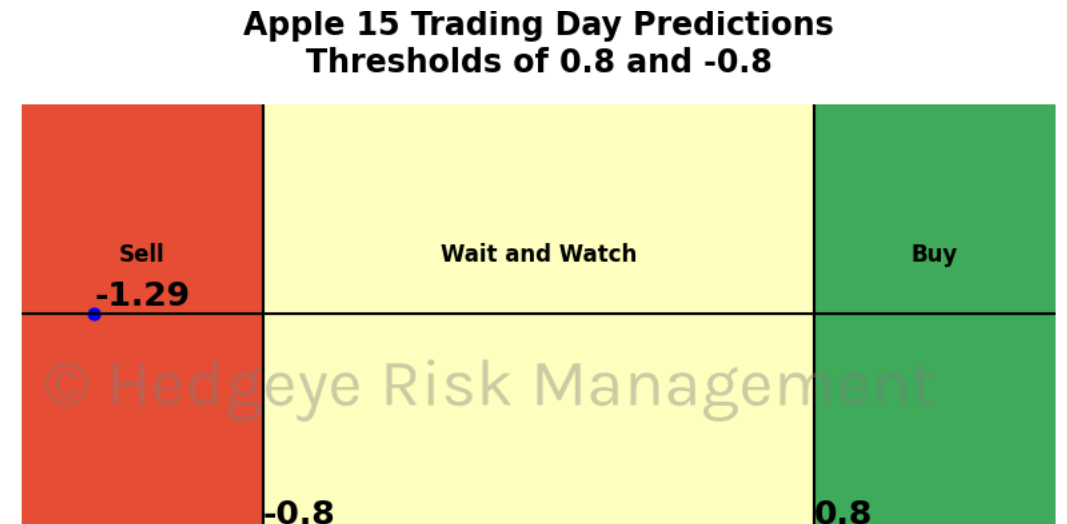 Apple 15 Trading Day Predictions
Thresholds of 0.8 and -0.8
Sell
Wait and Watch
Buy
-1.29
© Hedgeye Risk Management
-0.8
0.8